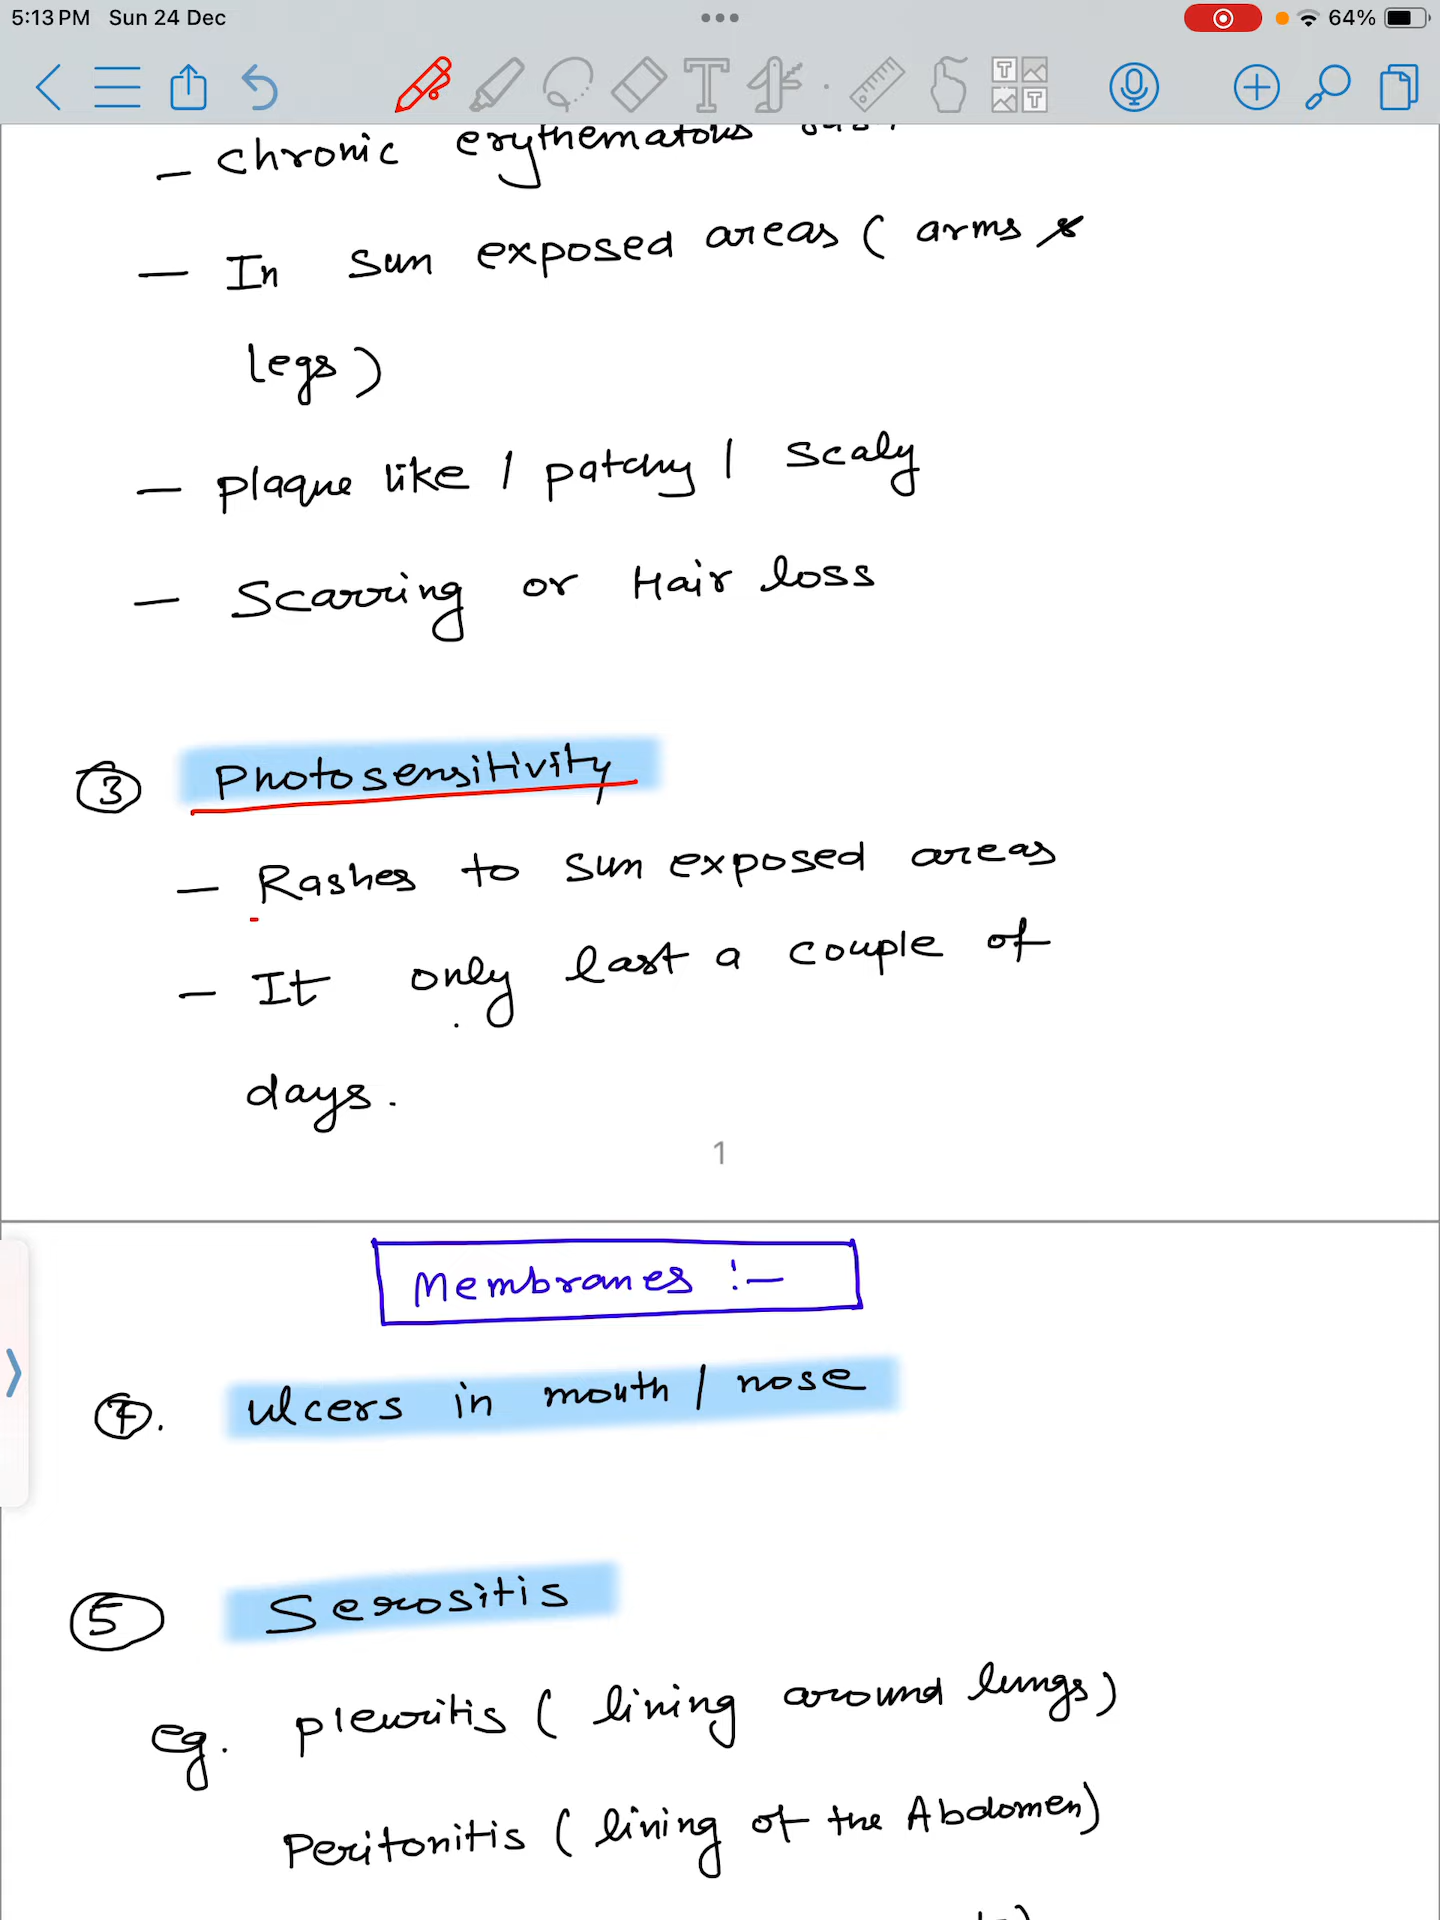 5:13 PM Sun 24 Dec
64%
- chronic erythematous
- In sun exposed areas ( arms &
legs )
- plaque like / patchy / scaly
- Scarring or Hair loss
3 Photosensitivity
- Rashes to sun exposed areas
- It only last a couple of
days.
1
Membranes :-
4. ulcers in mouth / nose
5 Serositis
eg. pleuritis ( lining around lungs )
Peritonitis ( lining of the Abdomen )